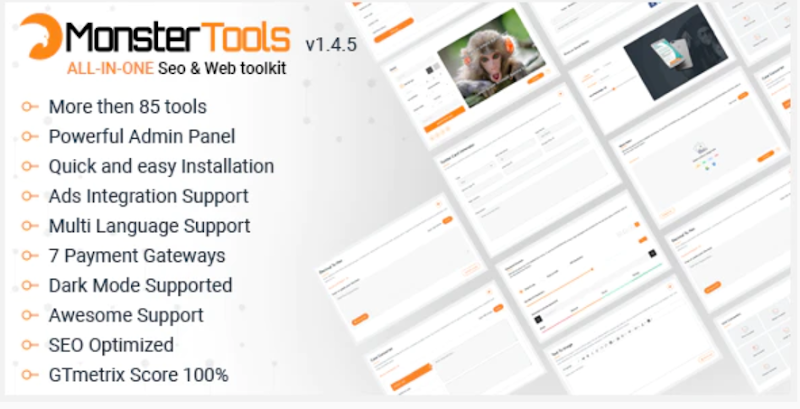 MonsterTools v1.4.5
ALL-IN-ONE Seo & Web toolkit
More then 85 tools
Powerful Admin Panel
Quick and easy Installation
Ads Integration Support
Multi Language Support
7 Payment Gateways
Dark Mode Supported
Awesome Support
SEO Optimized
GTmetrix Score 100%